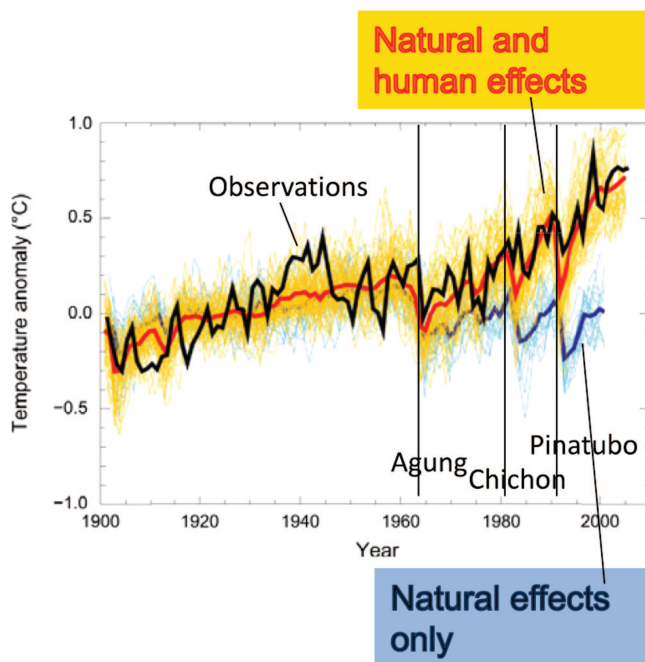 Natural and
human effects
1.0
Observations
0.5
Temperature anomaly (°C)
0.0
−0.5
Agung
Pinatubo
Chichon
−1.0
1900
1920
1940
1960
1980
2000
Year
Natural effects
only